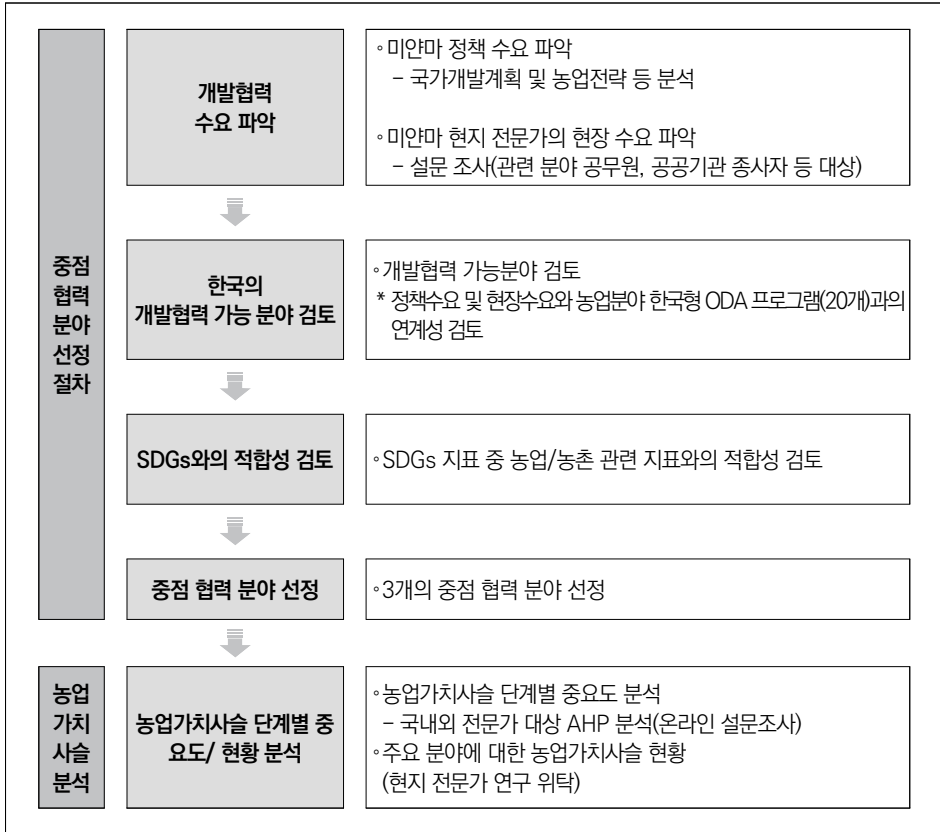 중점
협력
분야
선정
절차
개발협력
수요 파악
◦미얀마 정책 수요 파악
– 국가개발계획 및 농업전략 등 분석
◦미얀마 현지 전문가의 현장 수요 파악
– 설문 조사(관련 분야 공무원, 공공기관 종사자 등 대상)
한국의
개발협력 가능 분야 검토
◦개발협력 가능분야 검토
* 정책수요 및 현장수요와 농업분야 한국형 ODA 프로그램(20개)과의
연계성 검토
SDGs와의 적합성 검토
◦SDGs 지표 중 농업/농촌 관련 지표와의 적합성 검토
중점 협력 분야 선정
◦3개의 중점 협력 분야 선정
농업
가치
사슬
분석
농업가치사슬 단계별 중
요도/ 현황 분석
◦농업가치사슬 단계별 중요도 분석
– 국내외 전문가 대상 AHP 분석(온라인 설문조사)
◦주요 분야에 대한 농업가치사슬 현황
(현지 전문가 연구 위탁)